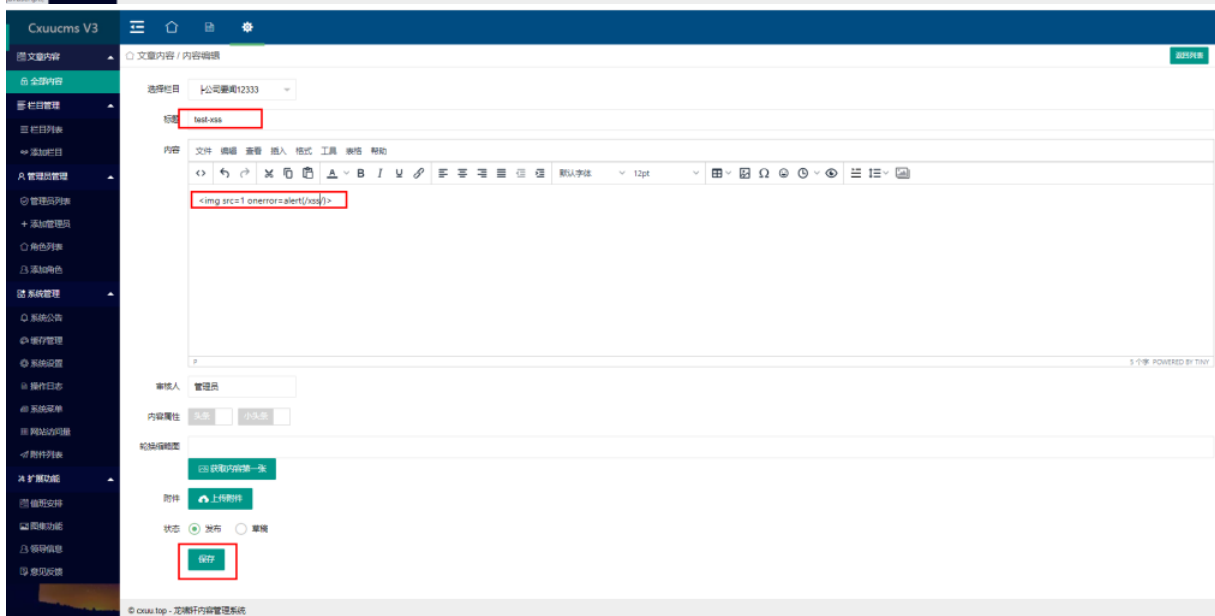 Cxuucms V3
文章内容
文章内容 / 内容编辑
返回列表
全部内容
选择栏目
├公司要闻12333
栏目管理
标题
test-xss
栏目列表
添加栏目
内容
文件 编辑 查看 插入 格式 工具 表格 帮助
管理员管理
B I U 默认字体 12pt
管理员列表
<img src=1 onerror=alert(/xss/)>
+ 添加管理员
角色列表
添加角色
系统管理
系统公告
缓存管理
系统设置
P
5 个字 POWERED BY TINY
操作日志
审核人
管理员
系统菜单
内容属性
头条
小头条
网站访问量
附件列表
轮换缩略图
获取内容第一张
扩展功能
值班安排
附件
上传附件
图集功能
状态
发布
草稿
领导信息
保存
意见反馈
© cxuu.top - 龙啸轩内容管理系统